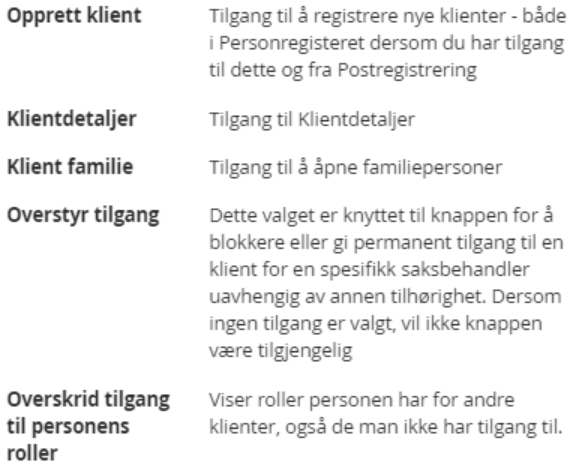 Opprett klient Tilgang til å registrere nye klienter - både
i Personregisteret dersom du har tilgang
til dette og fra Postregistrering
Klientdetaljer Tilgang til Klientdetaljer
Klient familie Tilgang til å åpne familiepersoner
Overstyr tilgang Dette valget er knyttet til knappen for å
blokkere eller gi permanent tilgang til en
klient for en spesifikk saksbehandler
uavhengig av annen tilhørighet. Dersom
ingen tilgang er valgt, vil ikke knappen
være tilgjengelig
Overskrid tilgang Viser roller personen har for andre
til personens klienter, også de man ikke har tilgang til.
roller